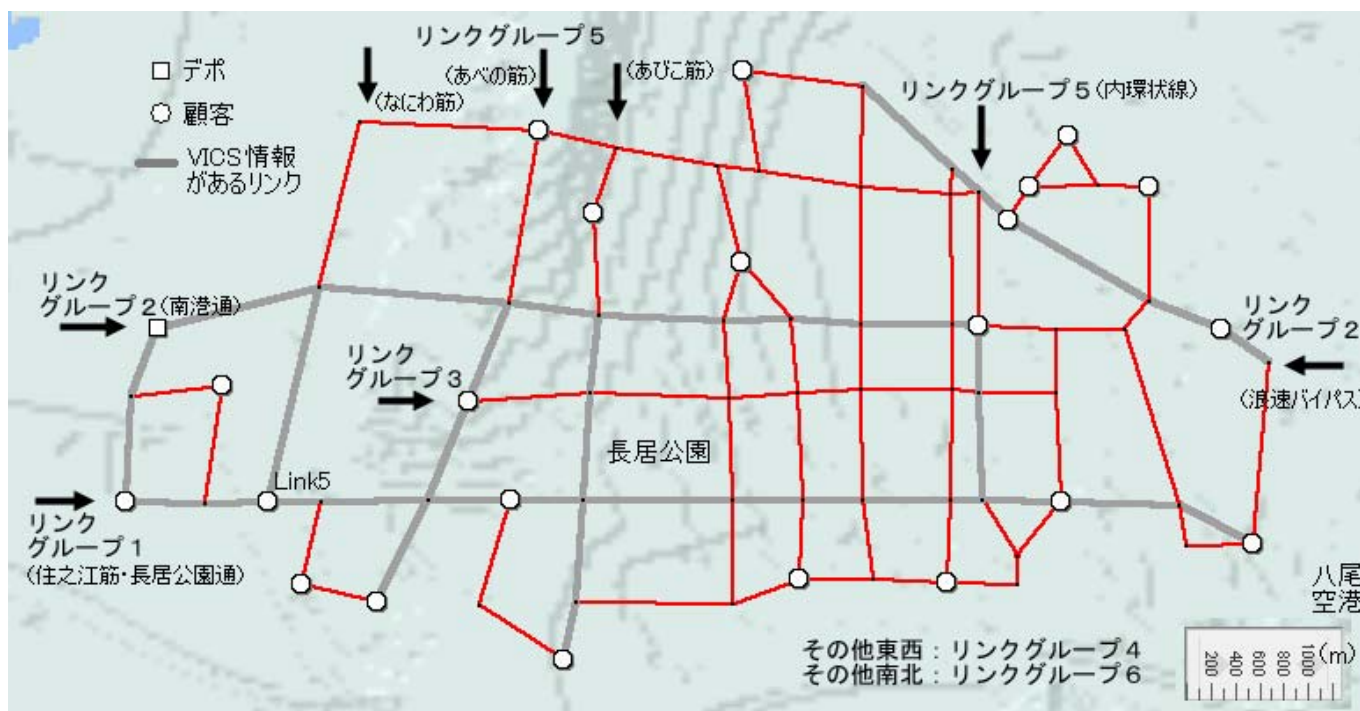 リンクグループ５
(あべの筋)
(あびこ筋)
(なにわ筋)
リンクグループ５(内環状線)
デポ
顧客
VICS情報
があるリンク
リンク
グループ２(南港通)
リンク
グループ３
リンク
グループ２
(浪速バイパス)
長居公園
Link5
リンク
グループ１
(住之江筋・長居公園通)
八尾
空港
その他東西：リンクグループ４
その他南北：リンクグループ６
200 400 600 800 1000 (m)